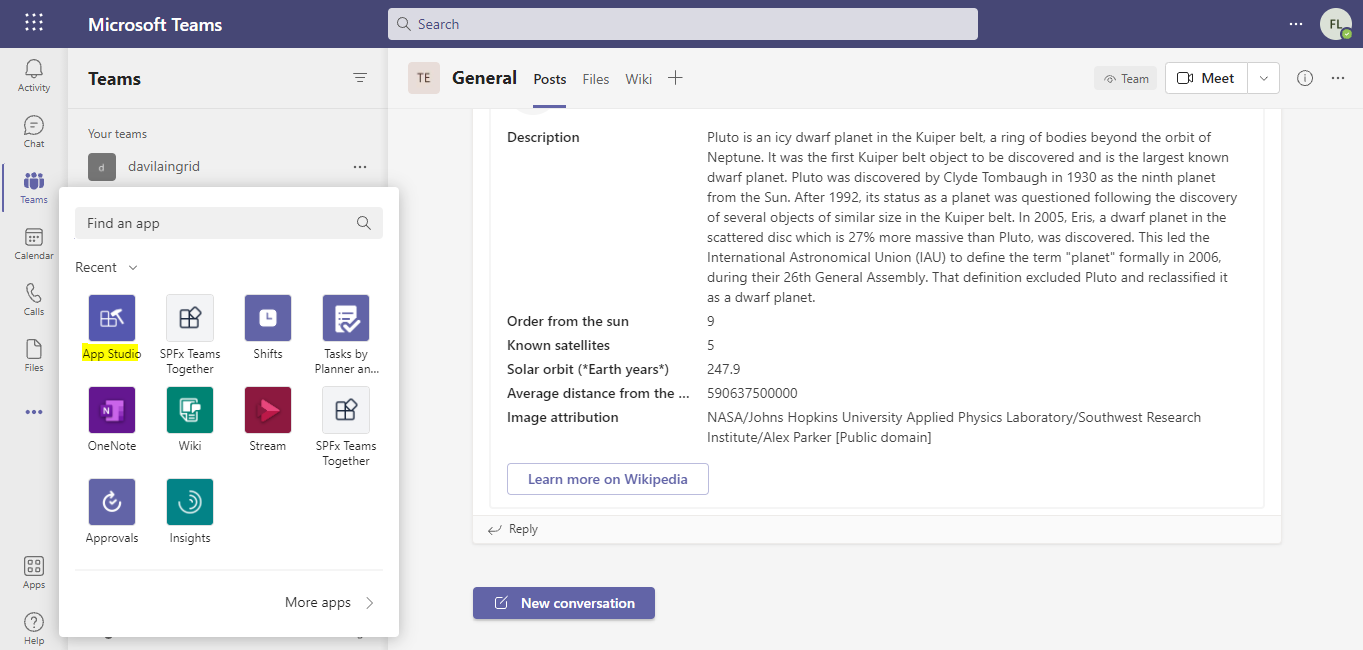 Microsoft Teams
Search
FL
Activity
Chat
Teams
Calendar
Calls
Files
Apps
Help
Teams
Your teams
d
davilaingrid
Find an app
Recent
App Studio
SPFx Teams
Together
Shifts
Tasks by
Planner an...
N
OneNote
Wiki
Stream
SPFx Teams
Together
Approvals
Insights
More apps
TE
General
Posts
Files
Wiki
Team
Meet
Description
Pluto is an icy dwarf planet in the Kuiper belt, a ring of bodies beyond the orbit of
Neptune. It was the first Kuiper belt object to be discovered and is the largest known
dwarf planet. Pluto was discovered by Clyde Tombaugh in 1930 as the ninth planet
from the Sun. After 1992, its status as a planet was questioned following the discovery
of several objects of similar size in the Kuiper belt. In 2005, Eris, a dwarf planet in the
scattered disc which is 27% more massive than Pluto, was discovered. This led the
International Astronomical Union (IAU) to define the term "planet" formally in 2006,
during their 26th General Assembly. That definition excluded Pluto and reclassified it
as a dwarf planet.
Order from the sun 9
Known satellites 5
Solar orbit (*Earth years*) 247.9
Average distance from the ... 590637500000
Image attribution NASA/Johns Hopkins University Applied Physics Laboratory/Southwest Research
Institute/Alex Parker [Public domain]
Learn more on Wikipedia
Reply
New conversation